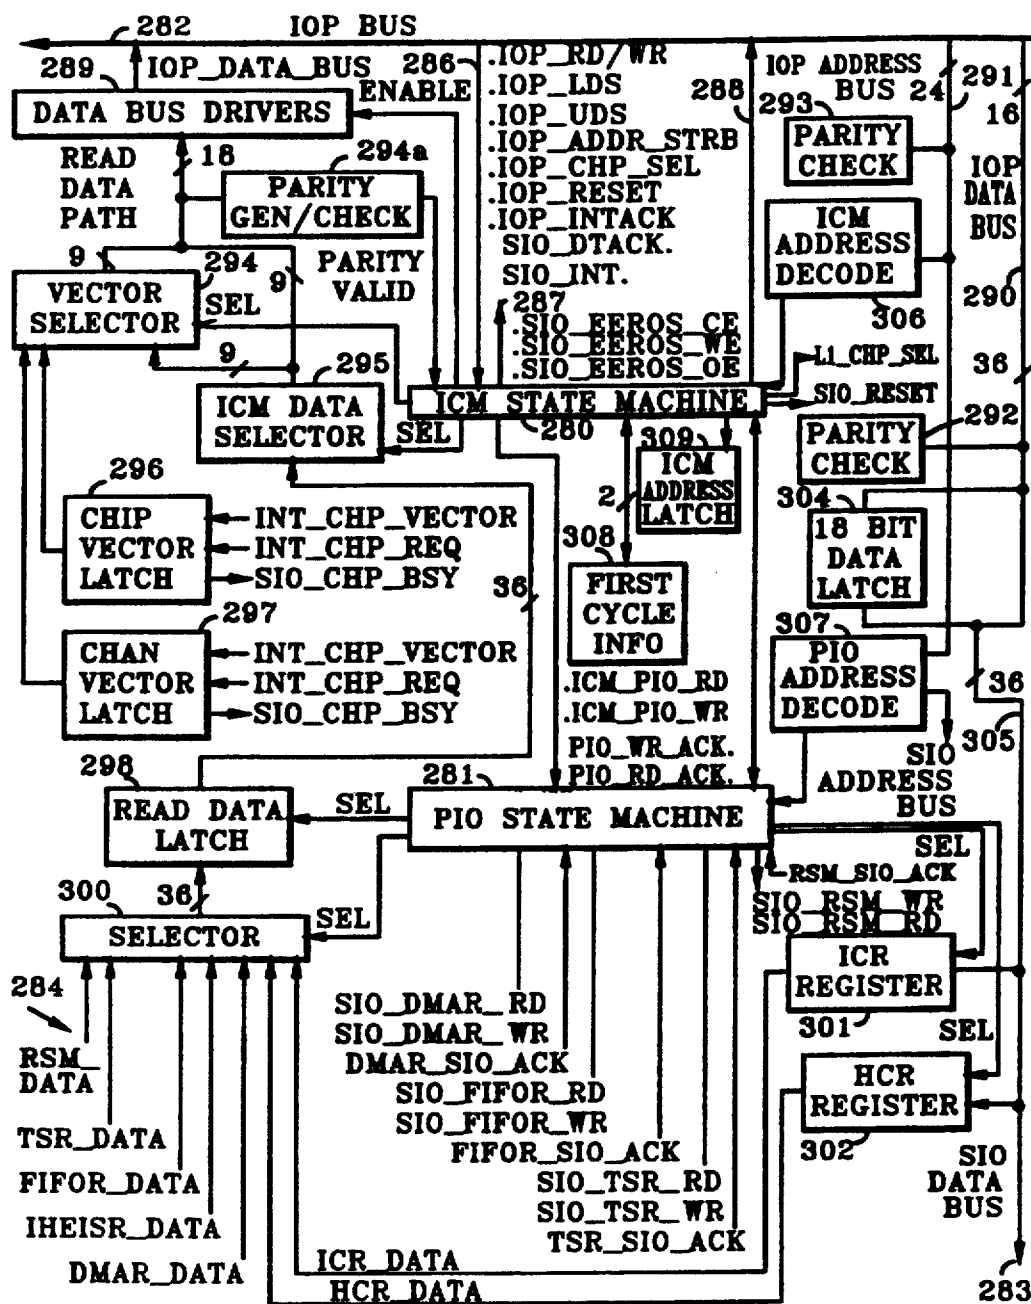 282
IOP BUS
289
IOP_DATA_BUS
286
ENABLE
DATA BUS DRIVERS
READ
DATA
PATH
18
294a
PARITY
GEN/CHECK
.IOP_RD/WR
.IOP_LDS
.IOP_UDS
.IOP_ADDR_STRB
.IOP_CHP_SEL
.IOP_RESET
.IOP_INTACK
SIO_DTACK.
SIO_INT.
288
IOP ADDRESS
BUS 24
291
16
293
PARITY
CHECK
IOP
DATA
BUS
290
ICM
ADDRESS
DECODE
306
9
294
VECTOR
SELECTOR
SEL
9
PARITY
VALID
287
.SIO_EEROS_CE
.SIO_EEROS_WE
.SIO_EEROS_OE
L1_CHP_SEL
36
9
295
ICM DATA
SELECTOR
SEL
ICM STATE MACHINE
280
SIO_RESET
292
PARITY
CHECK
309
ICM
ADDRESS
LATCH
2
308
FIRST
CYCLE
INFO
304
18 BIT
DATA
LATCH
296
CHIP
VECTOR
LATCH
INT_CHP_VECTOR
INT_CHP_REQ
SIO_CHP_BSY
36
297
CHAN
VECTOR
LATCH
INT_CHP_VECTOR
INT_CHP_REQ
SIO_CHP_BSY
307
PIO
ADDRESS
DECODE
36
305
.ICM_PIO_RD
.ICM_PIO_WR
PIO_WR_ACK.
PIO_RD_ACK.
SIO
ADDRESS
BUS
298
READ DATA
LATCH
SEL
281
PIO STATE MACHINE
SEL
RSM_SIO_ACK
SIO_RSM_WR
SIO_RSM_RD
36
300
SELECTOR
SEL
ICR
REGISTER
301
SEL
284
RSM_
DATA
TSR_DATA
FIFOR_DATA
IHEISR_DATA
DMAR_DATA
SIO_DMAR_RD
SIO_DMAR_WR
DMAR_SIO_ACK
SIO_FIFOR_RD
SIO_FIFOR_WR
FIFOR_SIO_ACK
SIO_TSR_RD
SIO_TSR_WR
TSR_SIO_ACK
HCR
REGISTER
302
SIO
DATA
BUS
ICR_DATA
HCR_DATA
283